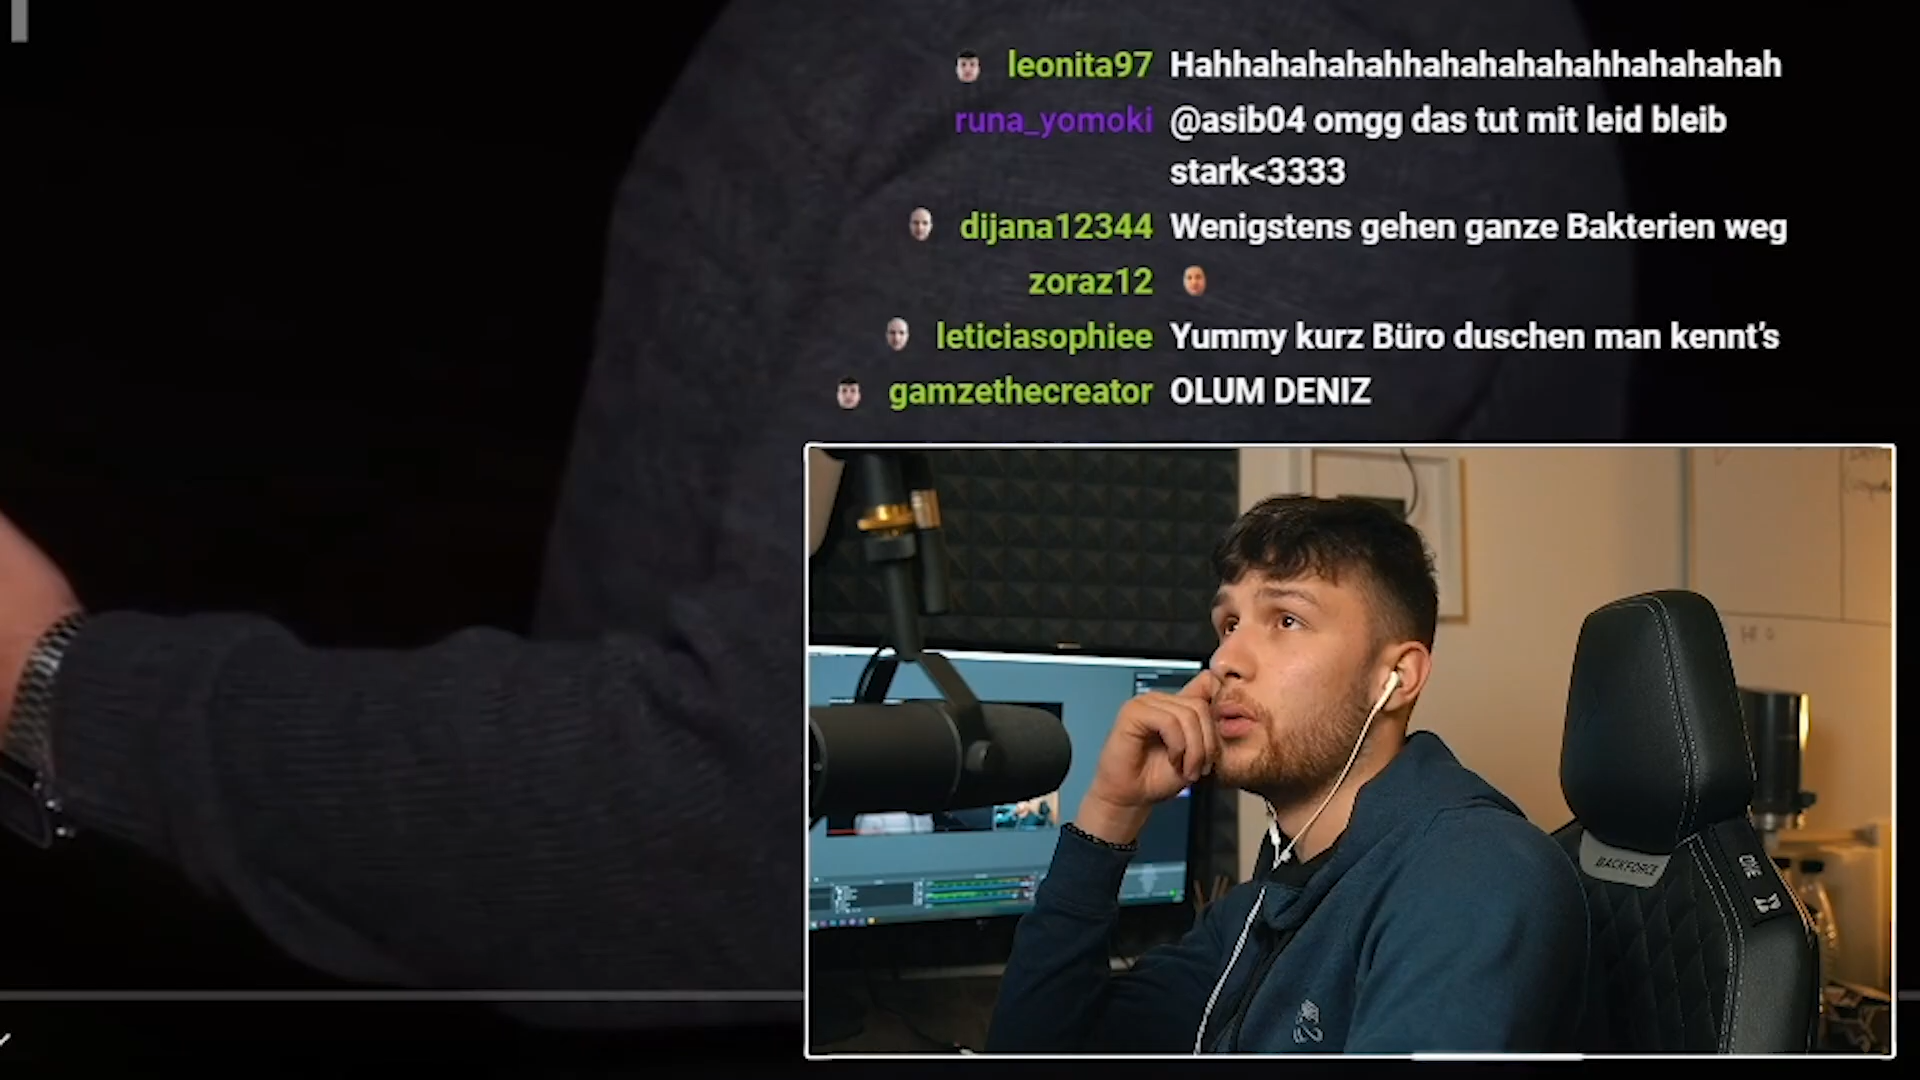 leonita97 Hahhahahahahhahahahahahhahahahah
runa_yomoki @asib04 omgg das tut mit leid bleib
stark<3333
dijana12344 Wenigstens gehen ganze Bakterien weg
zoraz12
leticiasophiee Yummy kurz Büro duschen man kennt's
gamzethecreator OLUM DENIZ
BACKFORCE
ONE
B